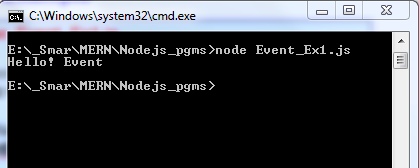 C:\Windows\system32\cmd.exe
E:\_Smar\MERN\Nodejs_pgms>node Event_Ex1.js
Hello! Event
E:\_Smar\MERN\Nodejs_pgms>